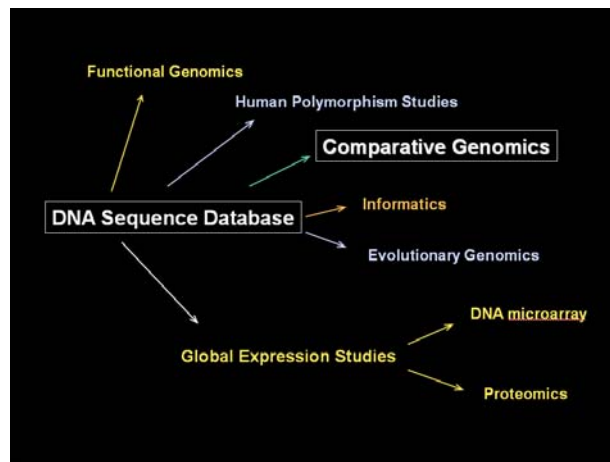 Functional Genomics
Human Polymorphism Studies
Comparative Genomics
Informatics
DNA Sequence Database
Evolutionary Genomics
DNA microarray
Global Expression Studies
Proteomics